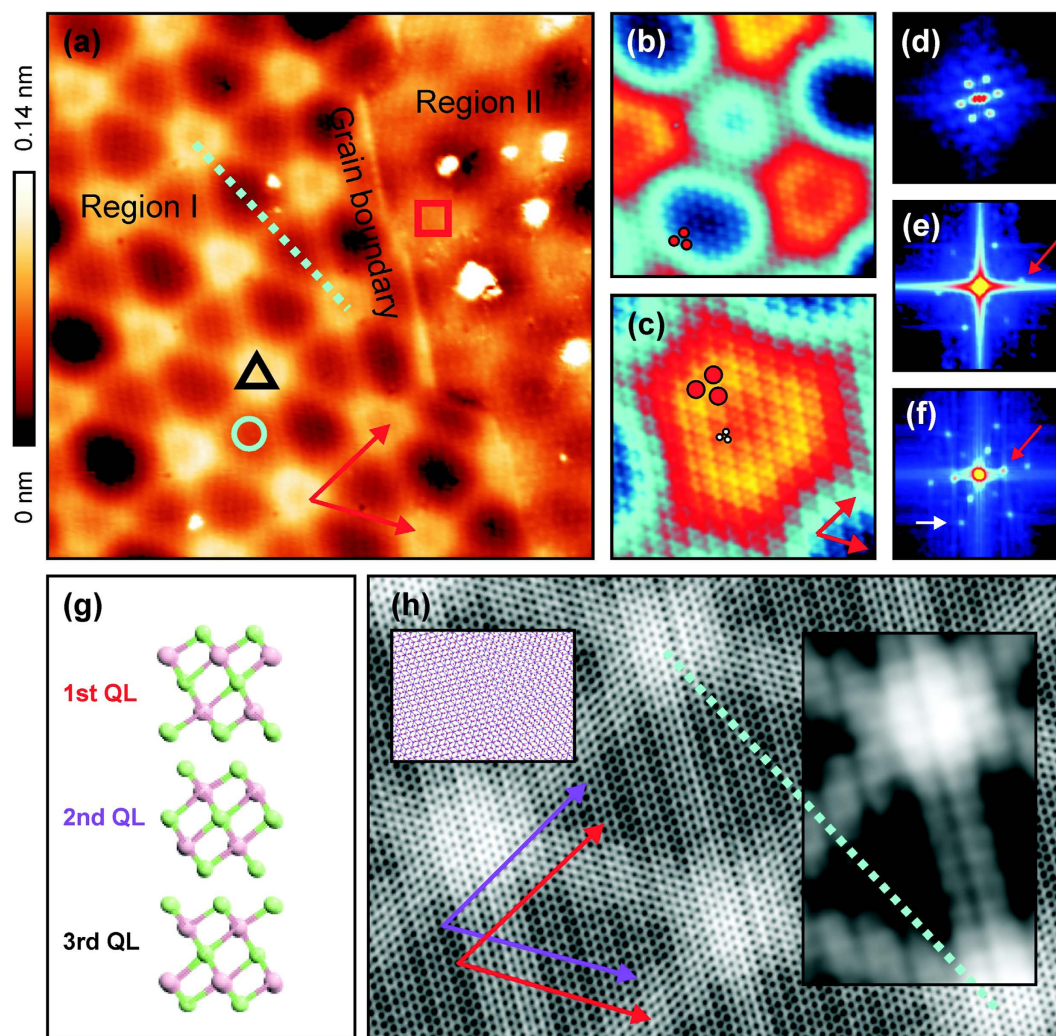 (a)
Region I
Region II
Grain boundary
0.14 nm
0 nm
(b)
(c)
(d)
(e)
(f)
(g)
1st QL
2nd QL
3rd QL
(h)